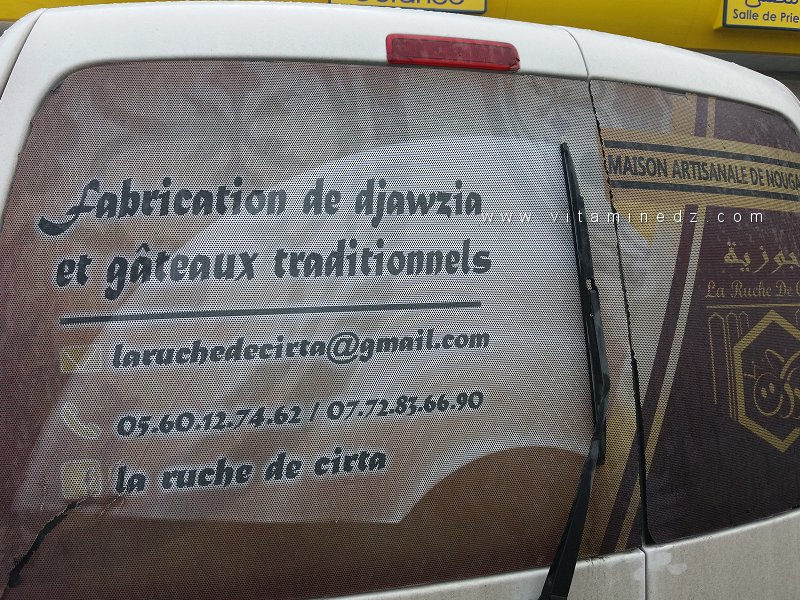 Salle de Prie
Fabrication de djawzia
et gâteaux traditionnels
laruchedecirta@gmail.com
05.60.12.74.62 / 07.72.83.66.90
la ruche de cirta
MAISON ARTISANALE DE NOUGA
جوزية
La Ruche De C
www.vitaminedz.com